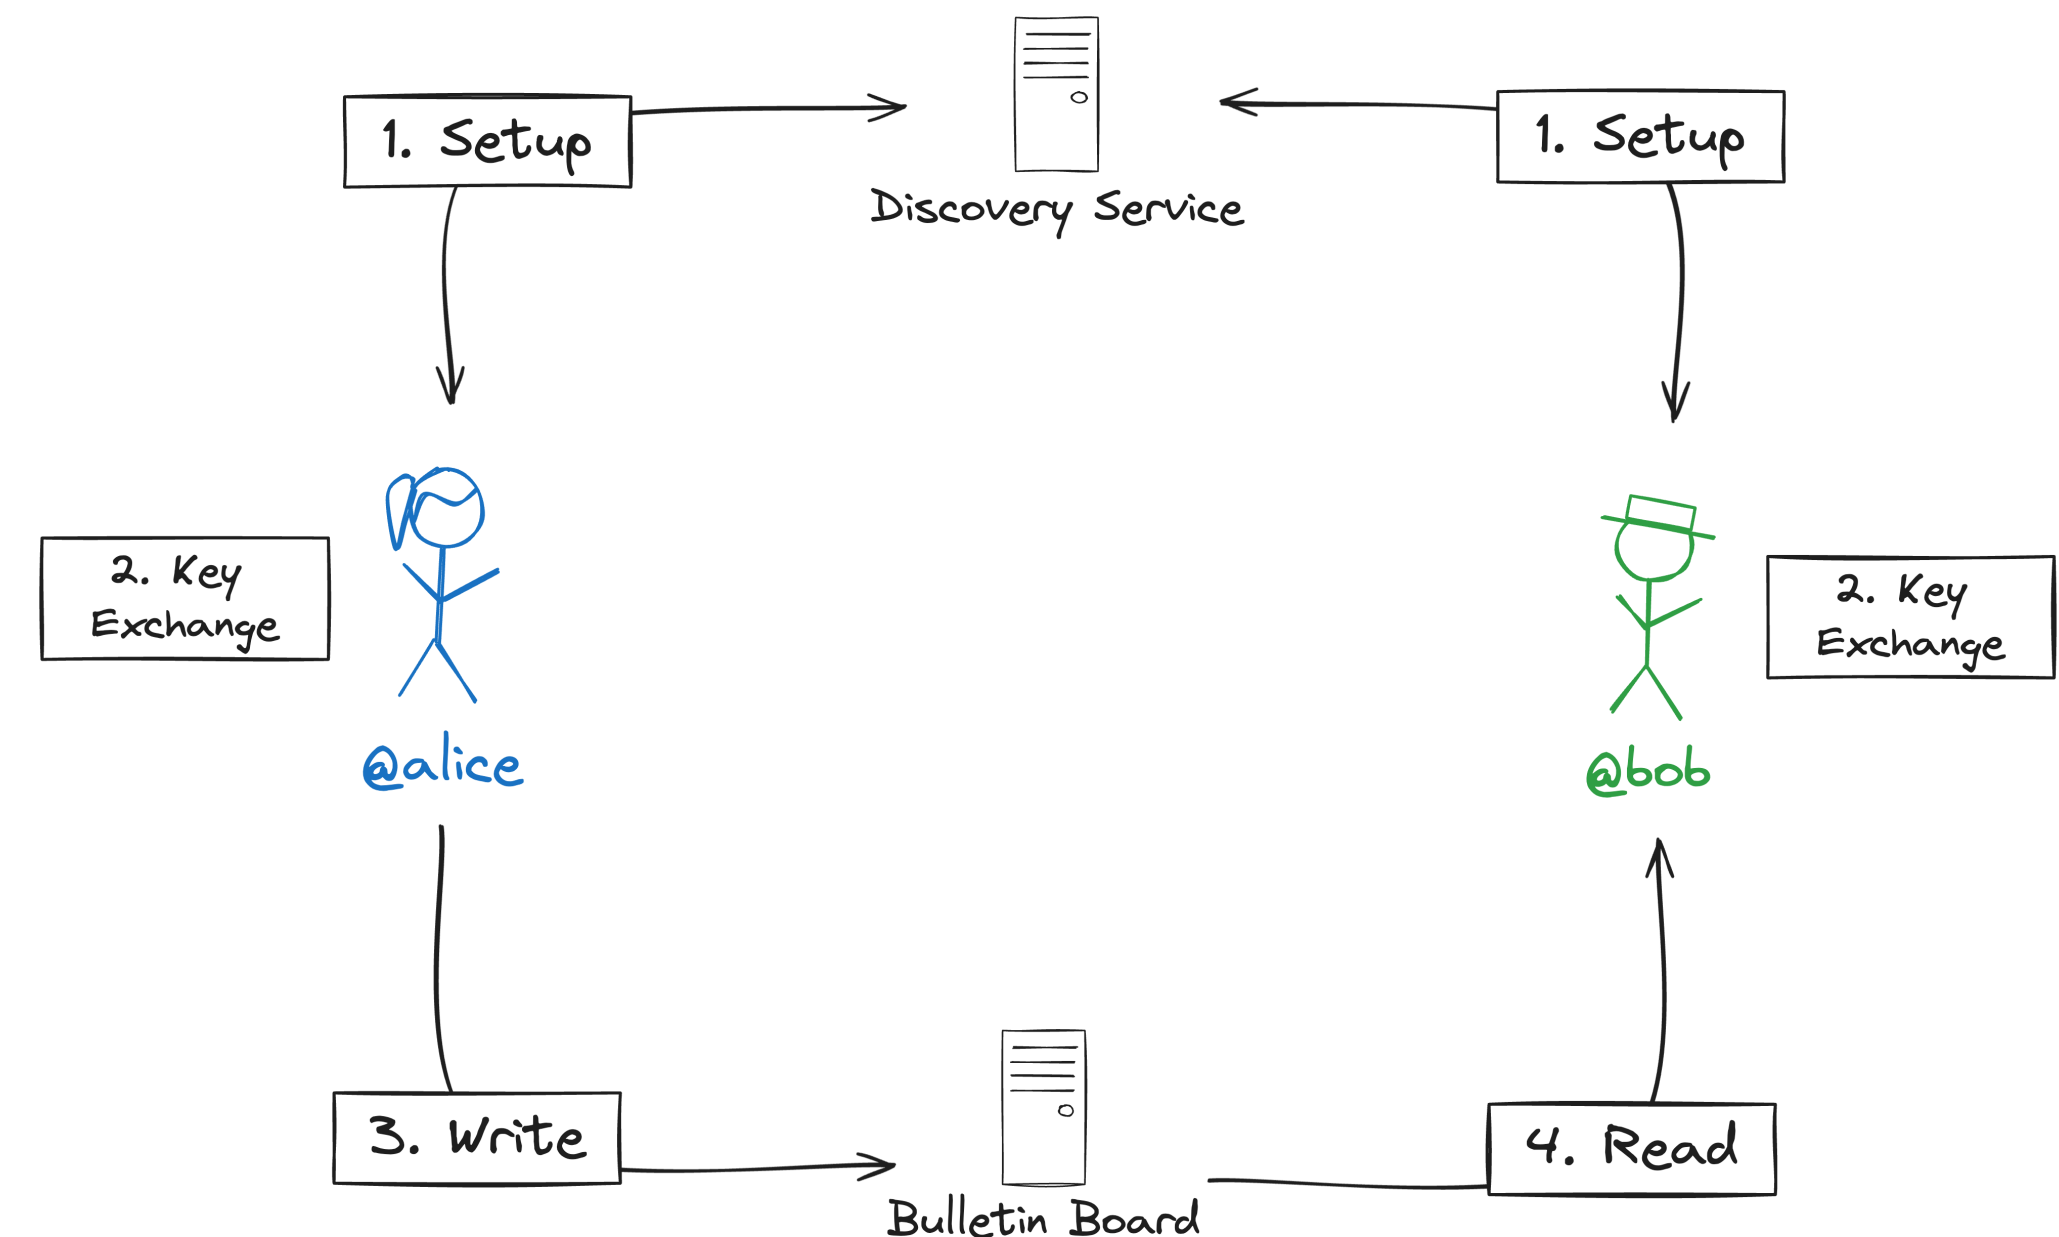 1. Setup
1. Setup
Discovery Service
2. Key
Exchange
2. Key
Exchange
@alice
@bob
3. Write
4. Read
Bulletin Board